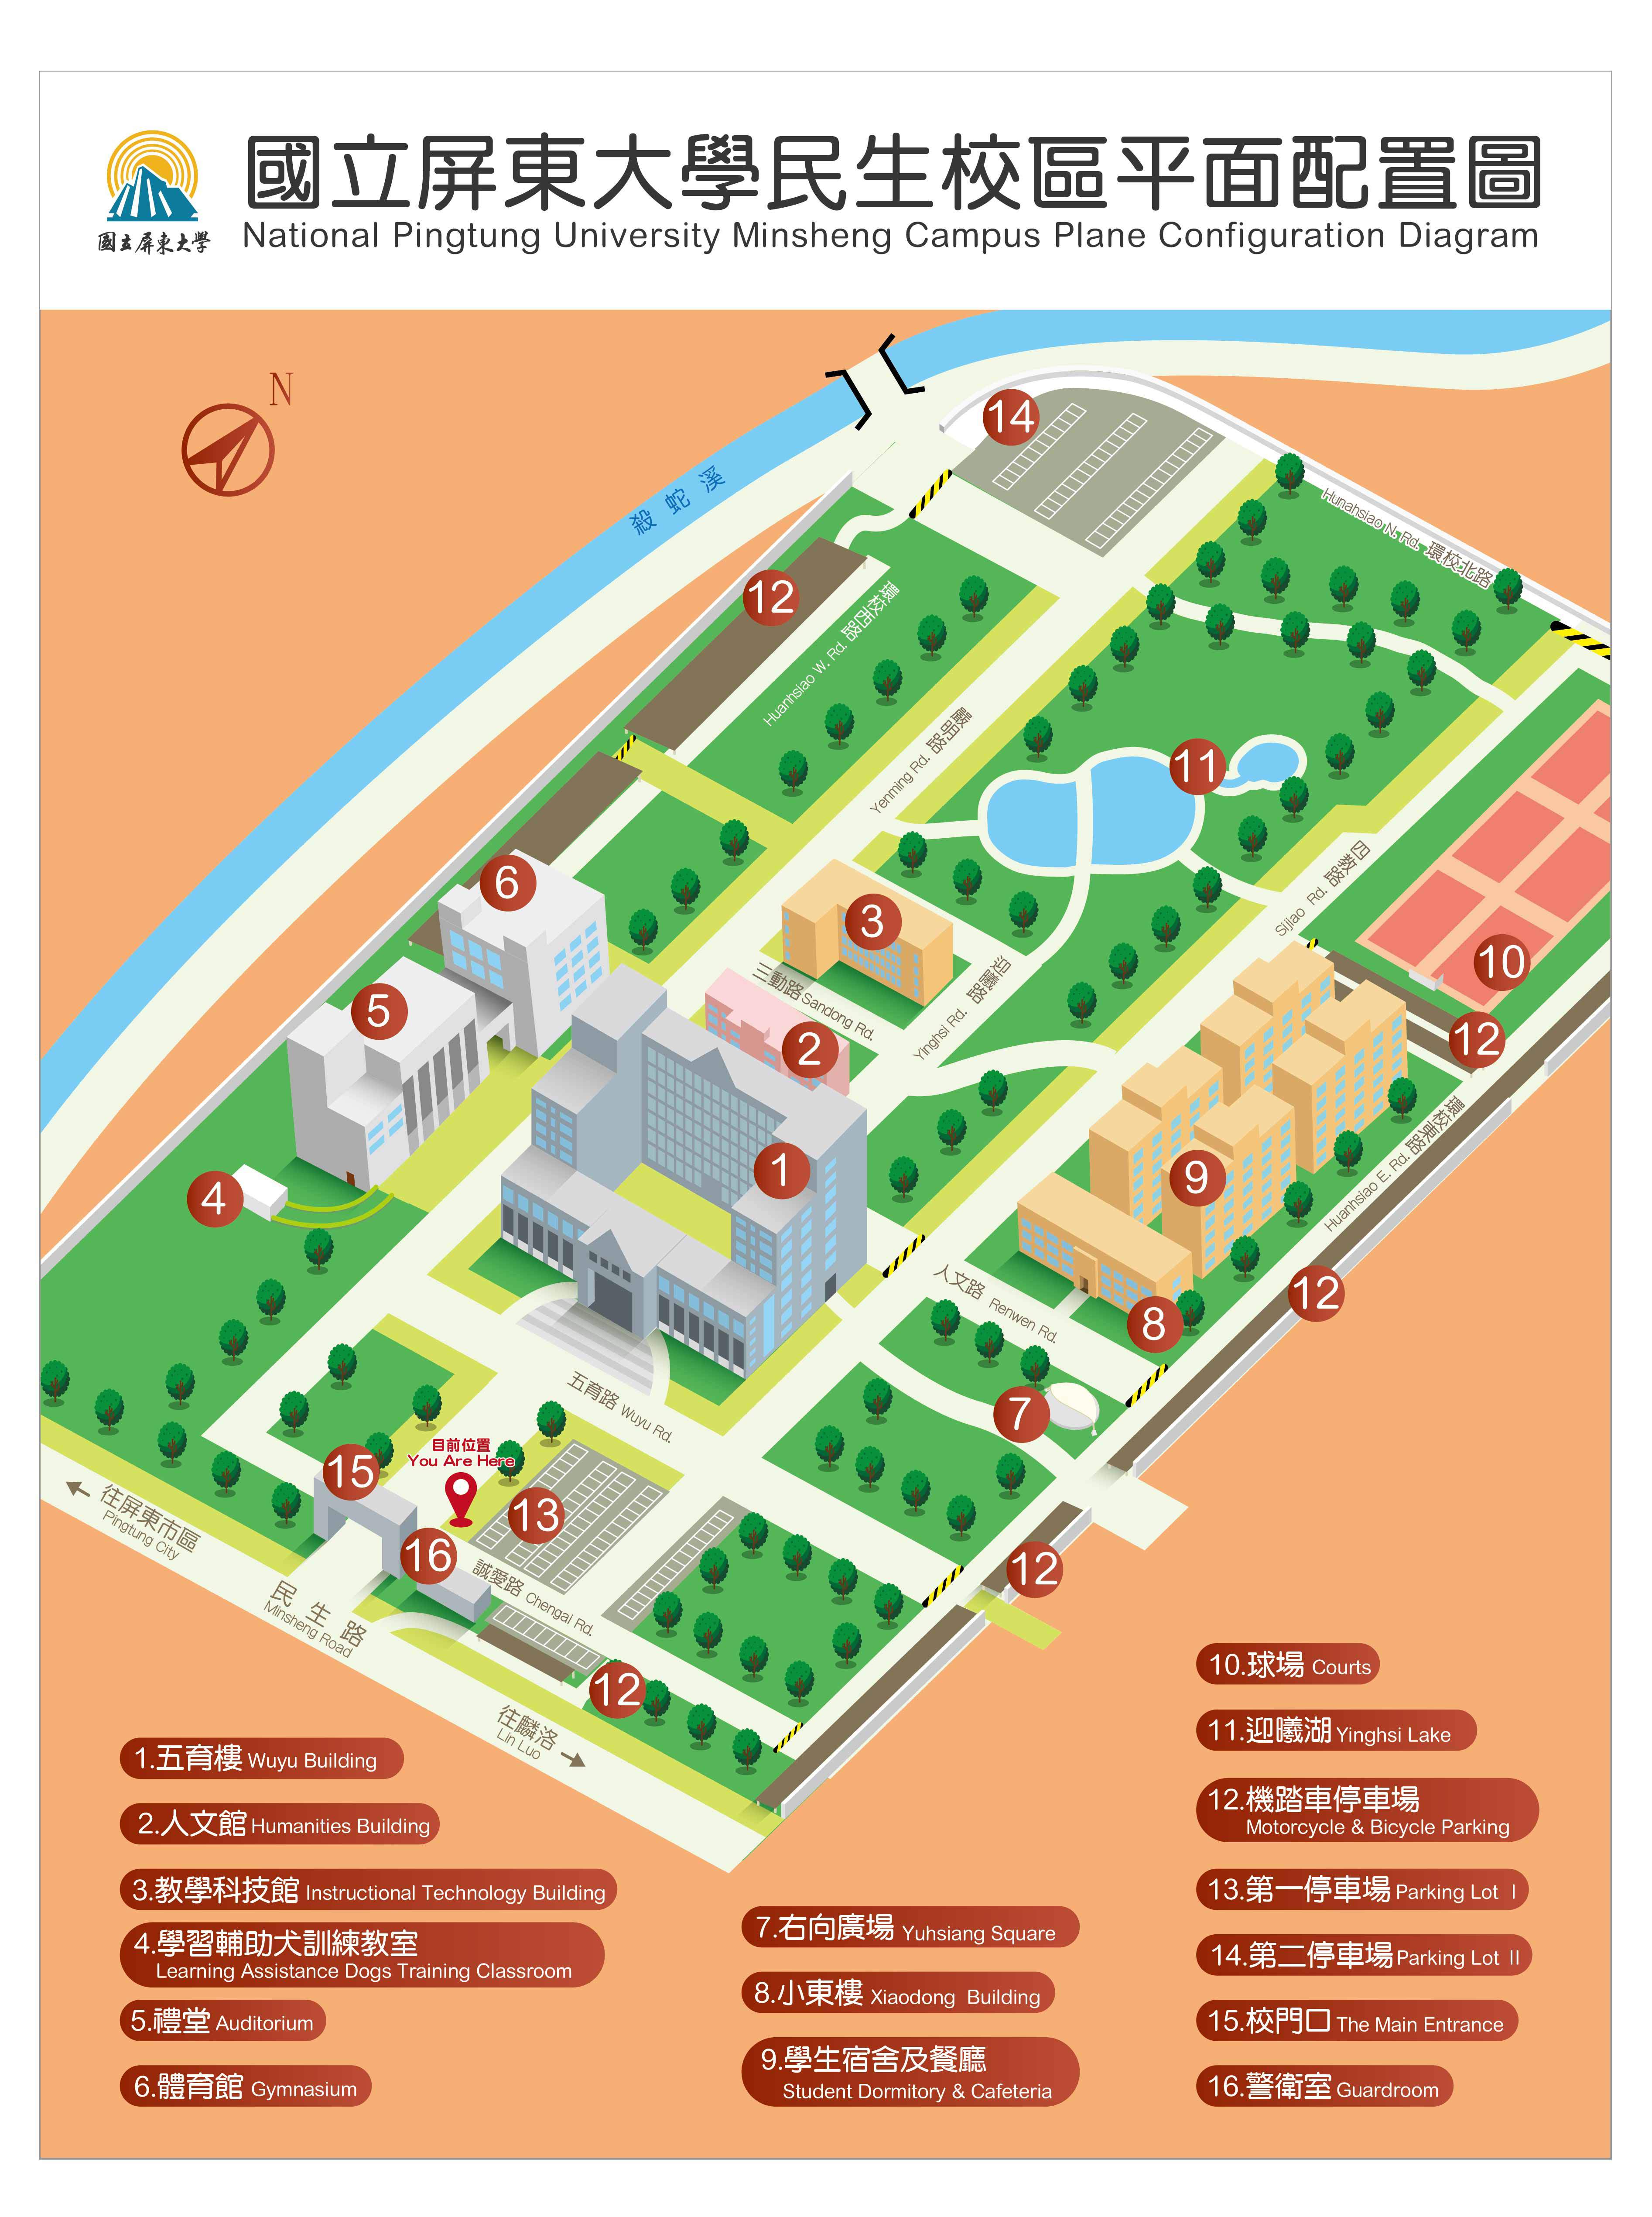 國立屏東大學民生校區平面配置圖
National Pingtung University Minsheng Campus Plane Configuration Diagram
國立屏東大學
N
14
殺蛇溪
Hunahsiao N. Rd. 環校北路
12
Huanhsiao W. Rd. 環校西路
Yenming Rd. 嚴明路
11
Sijiao Rd. 四教路
6
3
10
三動路 Sandong Rd.
Yinghsi Rd. 迎曦路
5
2
12
Huanhsiao E. Rd. 環校東路
1
9
4
人文路 Renwen Rd.
12
8
五育路 Wuyu Rd.
7
目前位置
You Are Here
15
往屏東市區
Pingtung City
13
16
誠愛路 Chengai Rd.
12
民生路
Minsheng Road
12
往麟洛
Lin Luo
1.五育樓 Wuyu Building
2.人文館 Humanities Building
3.教學科技館 Instructional Technology Building
4.學習輔助犬訓練教室
Learning Assistance Dogs Training Classroom
5.禮堂 Auditorium
6.體育館 Gymnasium
7.右向廣場 Yuhsiang Square
8.小東樓 Xiaodong Building
9.學生宿舍及餐廳
Student Dormitory & Cafeteria
10.球場 Courts
11.迎曦湖 Yinghsi Lake
12.機踏車停車場
Motorcycle & Bicycle Parking
13.第一停車場 Parking Lot Ⅰ
14.第二停車場 Parking Lot Ⅱ
15.校門口 The Main Entrance
16.警衛室 Guardroom